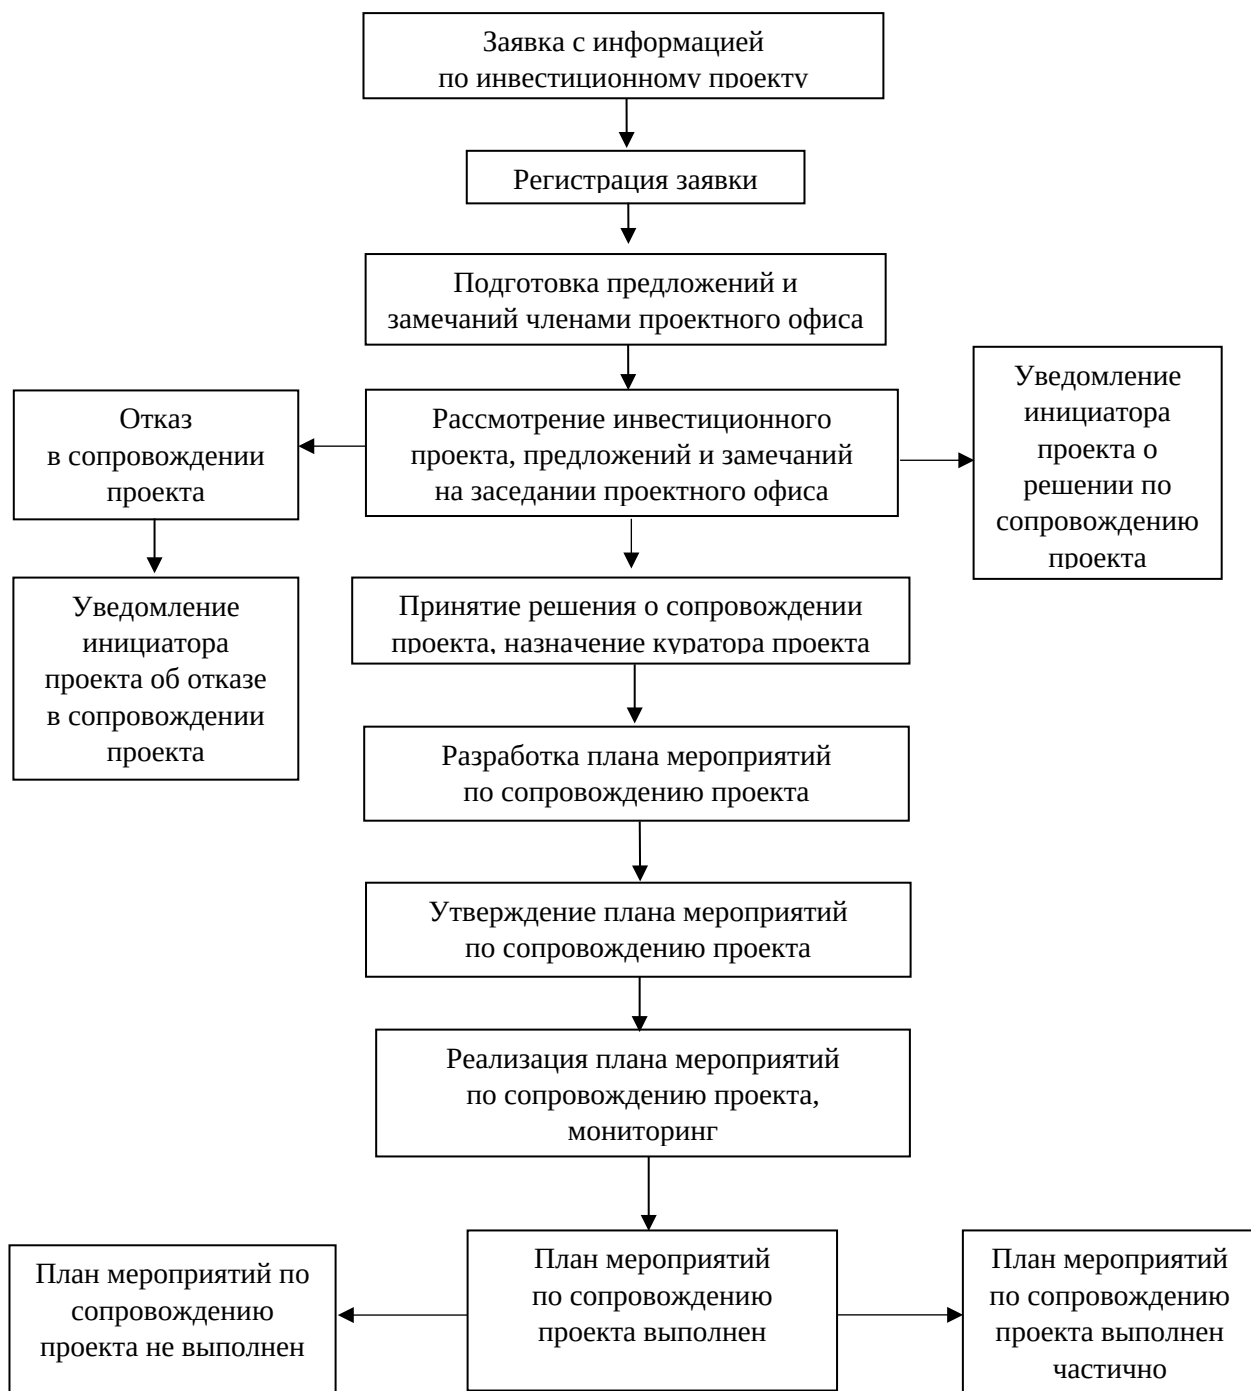 Заявка с информацией
по инвестиционному проекту
Регистрация заявки
Подготовка предложений и
замечаний членами проектного офиса
Отказ
в сопровождении
проекта
Рассмотрение инвестиционного
проекта, предложений и замечаний
на заседании проектного офиса
Уведомление
инициатора
проекта о
решении по
сопровождению
проекта
Уведомление
инициатора
проекта об отказе
в сопровождении
проекта
Принятие решения о сопровождении
проекта, назначение куратора проекта
Разработка плана мероприятий
по сопровождению проекта
Утверждение плана мероприятий
по сопровождению проекта
Реализация плана мероприятий
по сопровождению проекта,
мониторинг
План мероприятий по
сопровождению
проекта не выполнен
План мероприятий
по сопровождению
проекта выполнен
План мероприятий
по сопровождению
проекта выполнен
частично